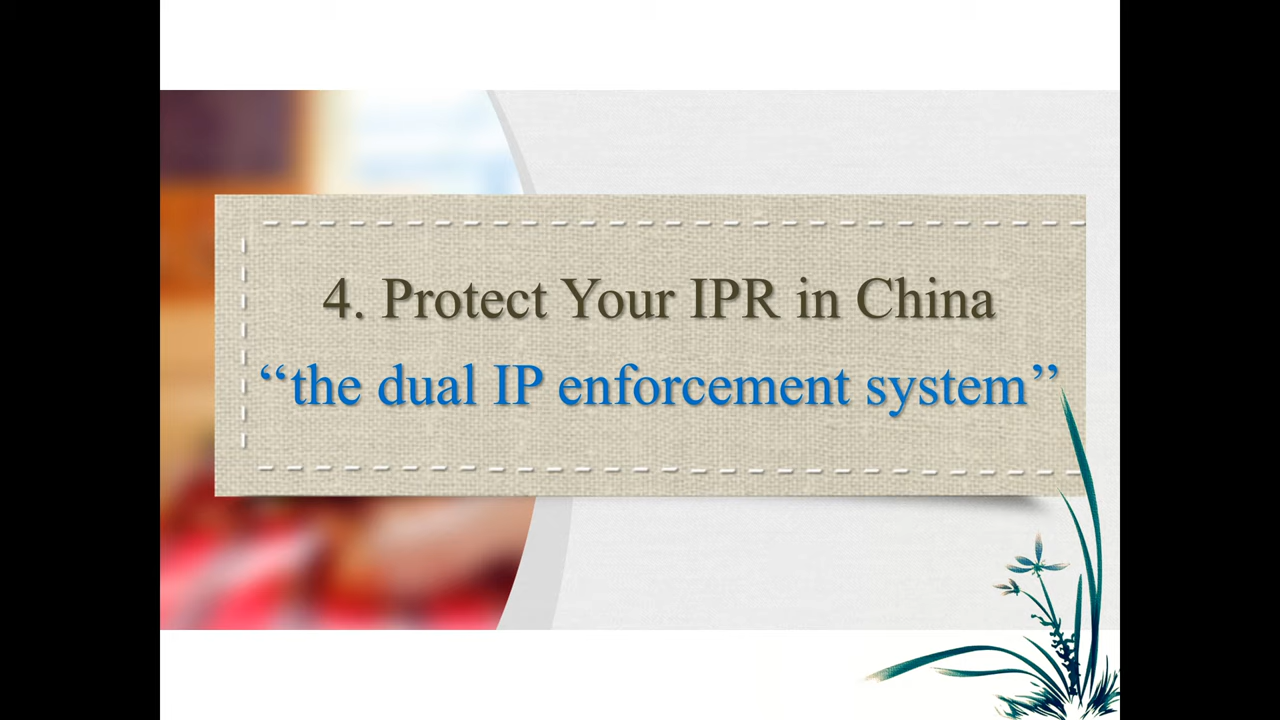 4. Protect Your IPR in China
“the dual IP enforcement system”